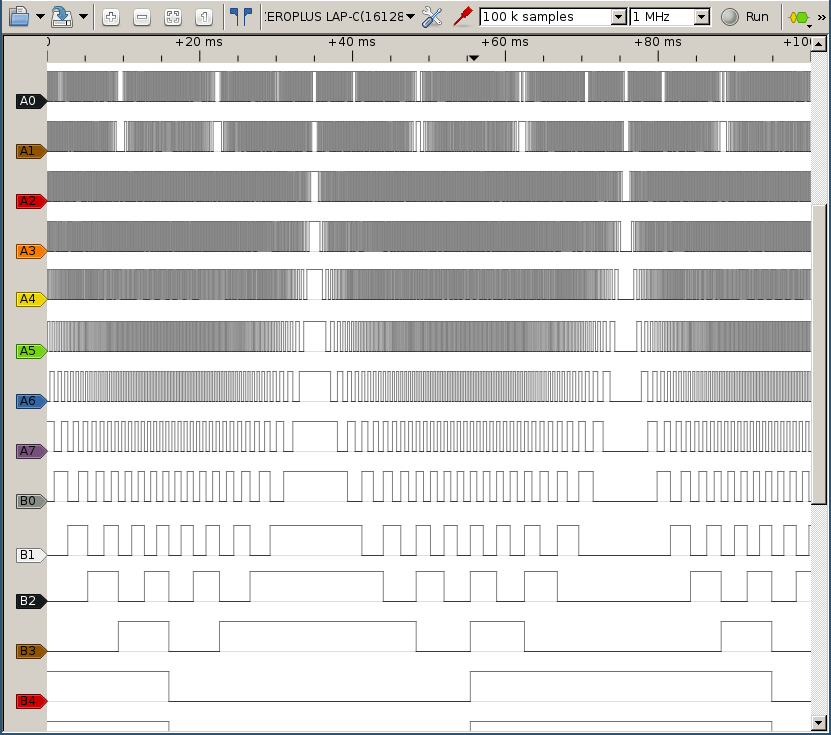 :EROPLUS LAP-C(16128 100 k samples 1 MHz Run »
0 +20 ms +40 ms +60 ms +80 ms +100
A0
A1
A2
A3
A4
A5
A6
A7
B0
B1
B2
B3
B4